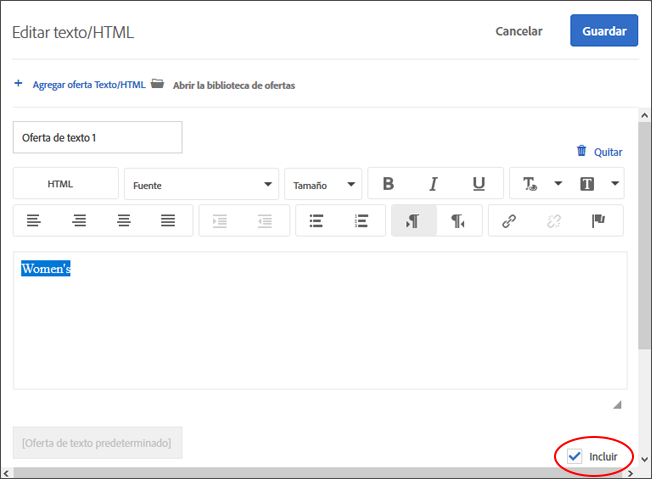 Editar texto/HTML
Cancelar
Guardar
+ Agregar oferta Texto/HTML
Abrir la biblioteca de ofertas
Oferta de texto 1
Quitar
HTML
Fuente
Tamaño
B I U
Women's
[Oferta de texto predeterminado]
Incluir